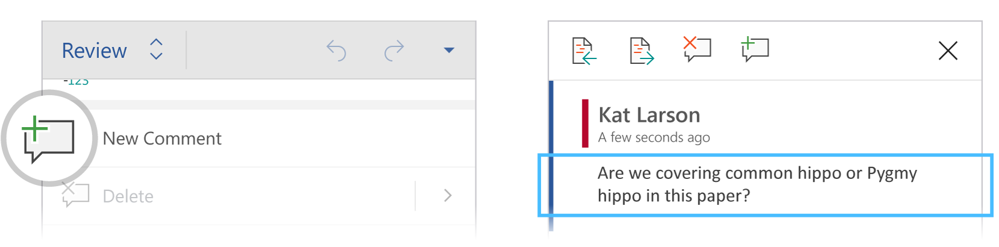 Review
-123
New Comment
Delete
Kat Larson
A few seconds ago
Are we covering common hippo or Pygmy
hippo in this paper?